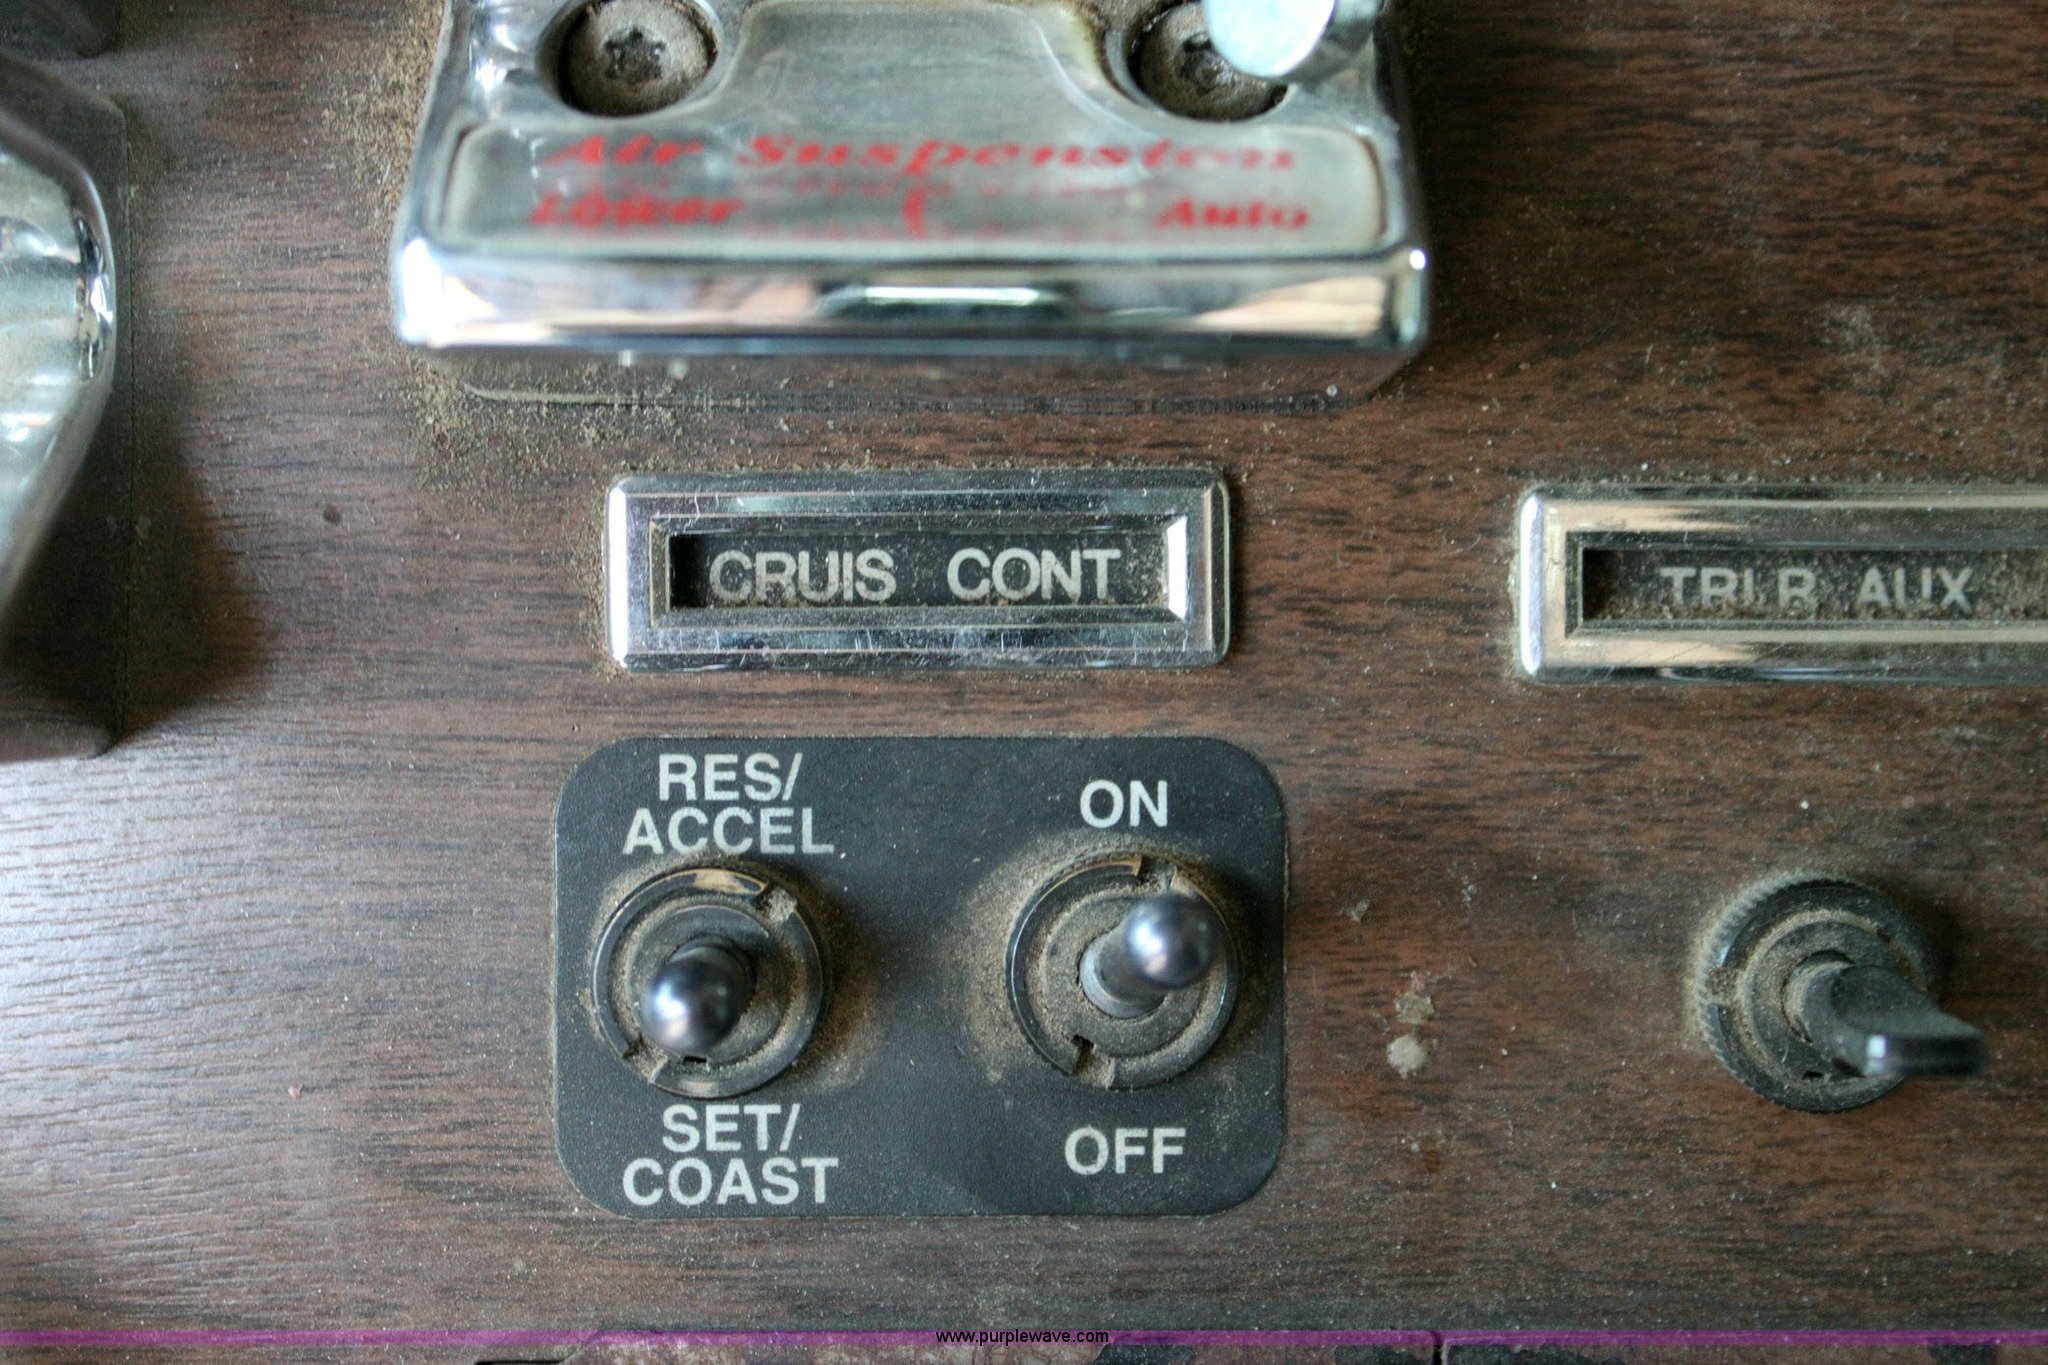 Air Suspension
Lower Auto
CRUIS CONT
TRLR AUX
RES/
ACCEL
ON
SET/
COAST
OFF
www.purplewave.com